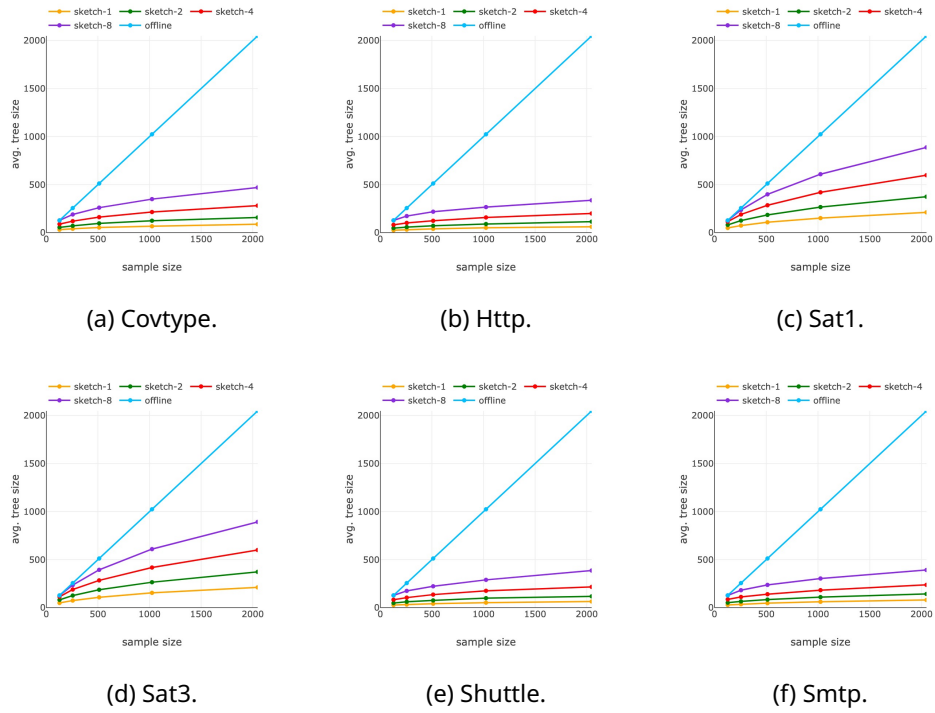 sketch-1 sketch-2 sketch-4
sketch-8 offline
2000
1500
1000
500
0
avg. tree size
0 500 1000 1500 2000
sample size
(a) Covtype.
sketch-1 sketch-2 sketch-4
sketch-8 offline
2000
1500
1000
500
0
avg. tree size
0 500 1000 1500 2000
sample size
(b) Http.
sketch-1 sketch-2 sketch-4
sketch-8 offline
2000
1500
1000
500
0
avg. tree size
0 500 1000 1500 2000
sample size
(c) Sat1.
sketch-1 sketch-2 sketch-4
sketch-8 offline
2000
1500
1000
500
0
avg. tree size
0 500 1000 1500 2000
sample size
(d) Sat3.
sketch-1 sketch-2 sketch-4
sketch-8 offline
2000
1500
1000
500
0
avg. tree size
0 500 1000 1500 2000
sample size
(e) Shuttle.
sketch-1 sketch-2 sketch-4
sketch-8 offline
2000
1500
1000
500
0
avg. tree size
0 500 1000 1500 2000
sample size
(f) Smtp.